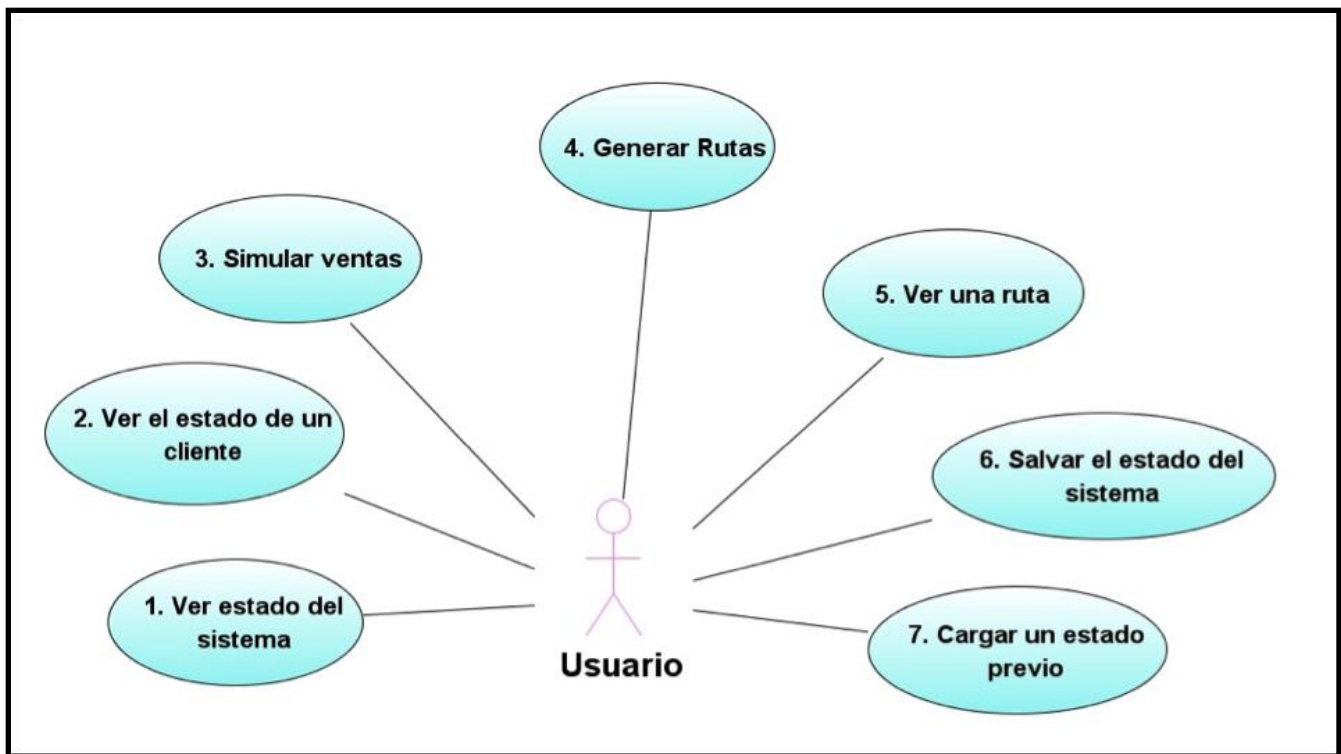 4. Generar Rutas
3. Simular ventas
5. Ver una ruta
2. Ver el estado de un
cliente
6. Salvar el estado del
sistema
1. Ver estado del
sistema
7. Cargar un estado
previo
Usuario